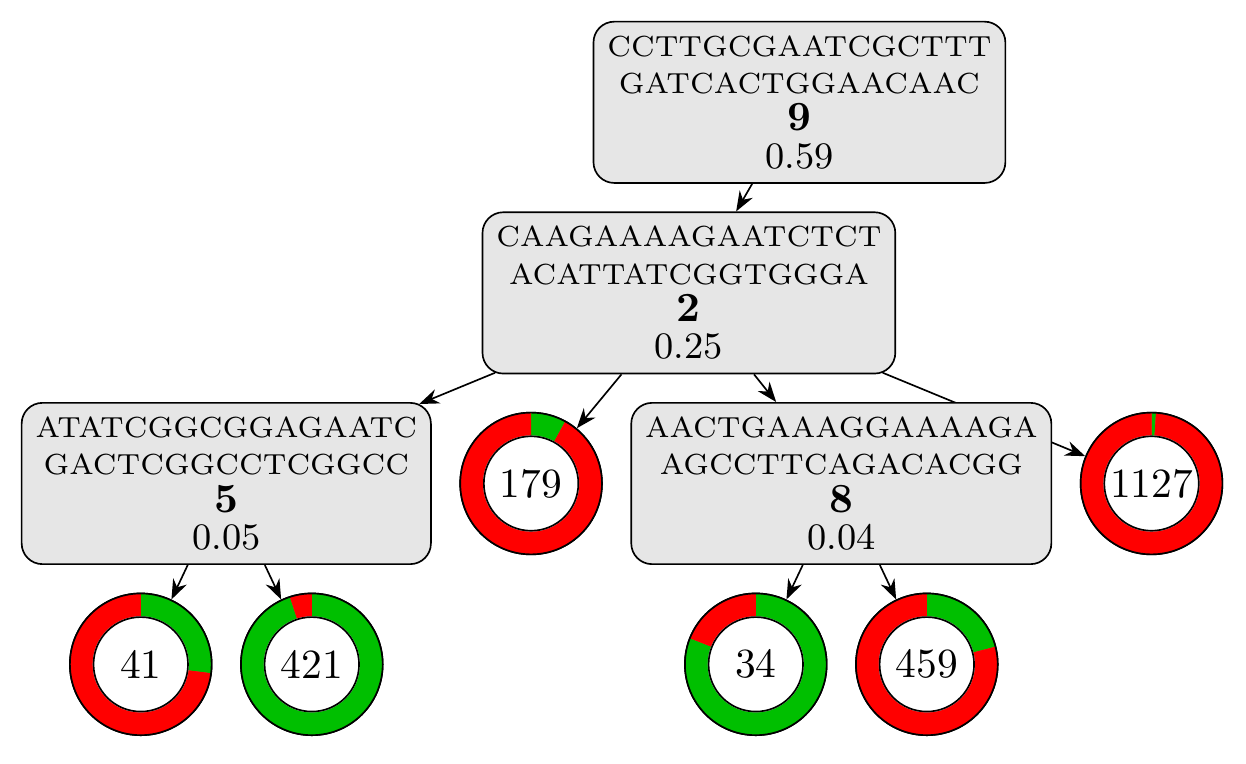 CCTTGCGAATCGCTTT
GATCACTGGAACAAC
9
0.59
CAAGAAAAGAATCTCT
ACATTATCGGTGGGA
2
0.25
ATATCGGCGGAGAATC
GACTCGGCCTCGGCC
5
0.05
179
AACTGAAAGGAAAAGA
AGCCTTCAGACACGG
8
0.04
1127
41
421
34
459